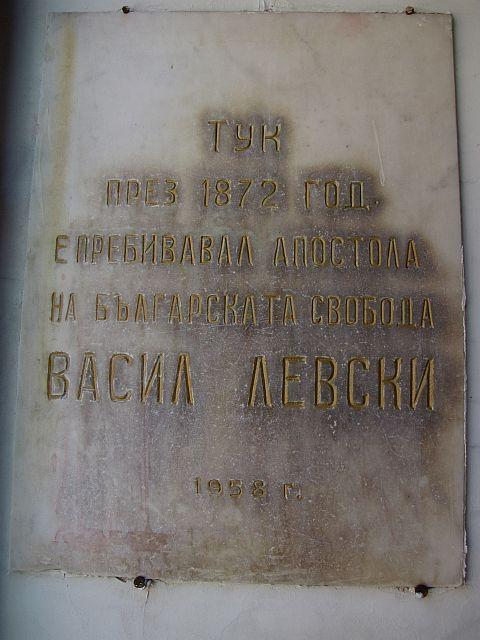 ТУК
ПРЕЗ 1872 ГОД.
Е ПРЕБИВАВАЛ АПОСТОЛА
НА БЪЛГАРСКАТА СВОБОДА
ВАСИЛ ЛЕВСКИ
1958 г.